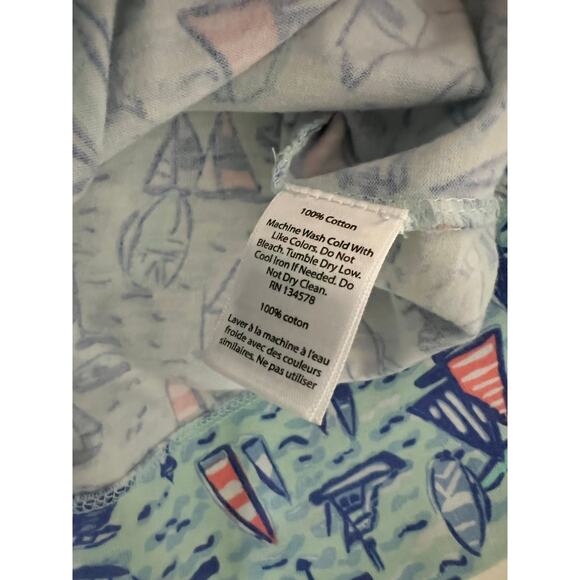 100% Cotton
Machine Wash Cold With
Like Colors. Do Not
Bleach. Tumble Dry Low.
Cool Iron If Needed. Do
Not Dry Clean.
RN 134578
100% coton
Laver à la machine à l'eau
froide avec des couleurs
similaires. Ne pas utiliser